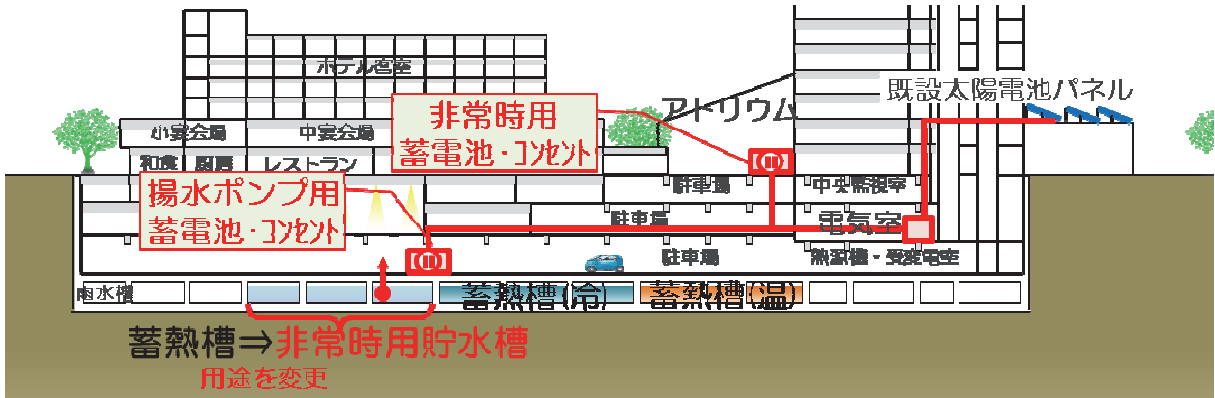 ホテル客室
既設太陽電池パネル
アトリウム
非常時用
蓄電池・コンセント
小宴会場
中宴会場
和食
厨房
レストラン
揚水ポンプ用
蓄電池・コンセント
駐車場
中央監視室
駐車場
電気室
駐車場
熱源機・受変電室
雨水槽
蓄熱槽(冷)
蓄熱槽(温)
蓄熱槽⇒非常時用貯水槽
用途を変更